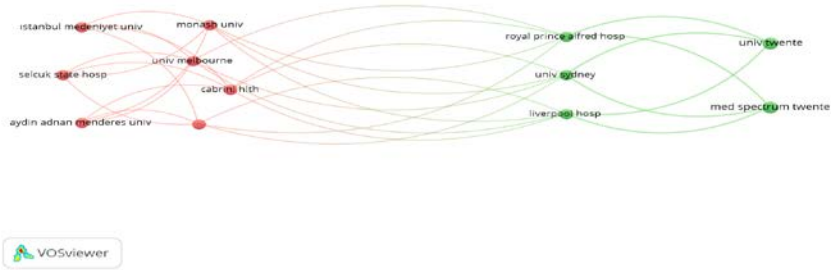 istanbul medeniyet univ
monash univ
royal prince alfred hosp
univ twente
univ melbourne
selcuk state hosp
univ sydney
cabrini hlth
med spectrum twente
liverpool hosp
aydin adnan menderes univ
VOSviewer